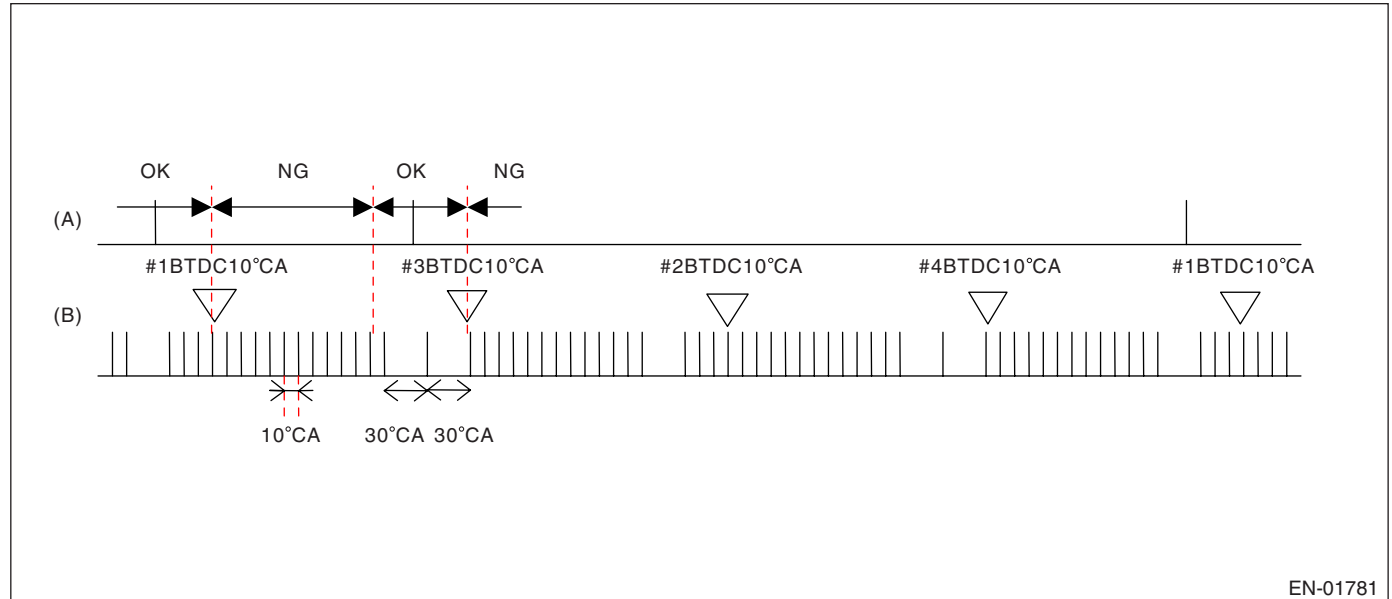 OK NG OK NG
(A)
#1BTDC10°CA #3BTDC10°CA #2BTDC10°CA #4BTDC10°CA #1BTDC10°CA
(B)
10°CA 30°CA 30°CA
EN-01781